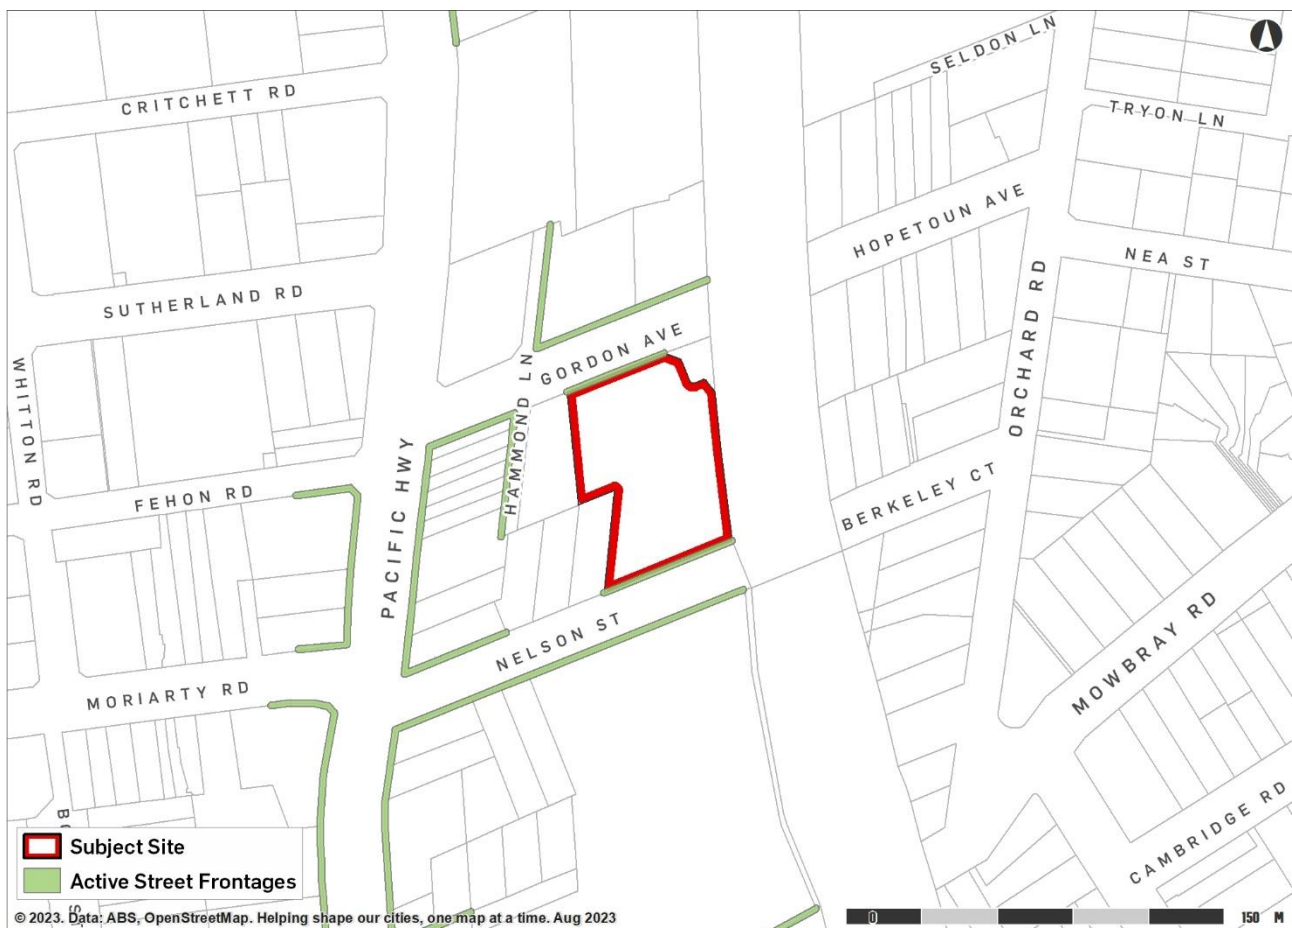 SELDON LN
CRITCHETT RD
TRYON LN
HOPETOUN AVE
NEA ST
SUTHERLAND RD
ORCHARD RD
WHITTON RD
GORDON AVE
HAMMOND LN
PACIFIC HWY
FEHON RD
BERKELEY CT
NELSON ST
MOWBRAY RD
MORIARTY RD
CAMBRIDGE RD
Subject Site
Active Street Frontages
© 2023. Data: ABS, OpenStreetMap. Helping shape our cities, one map at a time. Aug 2023
0 150 M